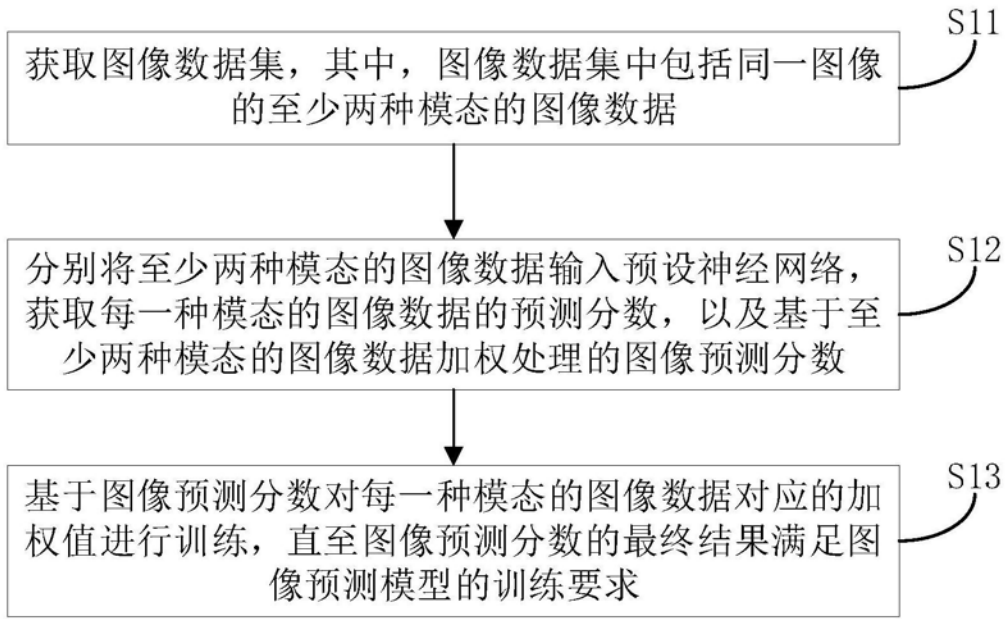 S11
获取图像数据集，其中，图像数据集中包括同一图像
的至少两种模态的图像数据
S12
分别将至少两种模态的图像数据输入预设神经网络，
获取每一种模态的图像数据的预测分数，以及基于至
少两种模态的图像数据加权处理的图像预测分数
S13
基于图像预测分数对每一种模态的图像数据对应的加
权值进行训练，直至图像预测分数的最终结果满足图
像预测模型的训练要求